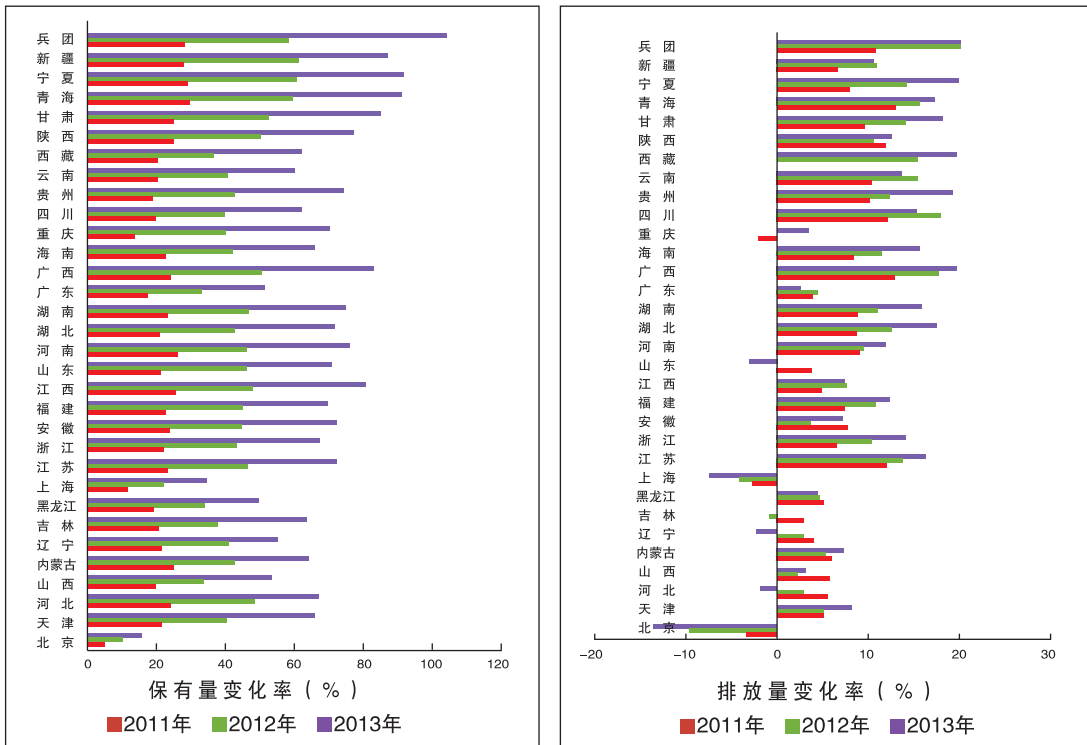 兵 团
新 疆
宁 夏
青 海
甘 肃
陕 西
西 藏
云 南
贵 州
四 川
重 庆
海 南
广 西
广 东
湖 南
湖 北
河 南
山 东
江 西
福 建
安 徽
浙 江
江 苏
上 海
黑龙江
吉 林
辽 宁
内蒙古
山 西
河 北
天 津
北 京
0 20 40 60 80 100 120
保有量变化率(%)
2011年 2012年 2013年
兵 团
新 疆
宁 夏
青 海
甘 肃
陕 西
西 藏
云 南
贵 州
四 川
重 庆
海 南
广 西
广 东
湖 南
湖 北
河 南
山 东
江 西
福 建
安 徽
浙 江
江 苏
上 海
黑龙江
吉 林
辽 宁
内蒙古
山 西
河 北
天 津
北 京
−20 −10 0 10 20 30
排放量变化率(%)
2011年 2012年 2013年